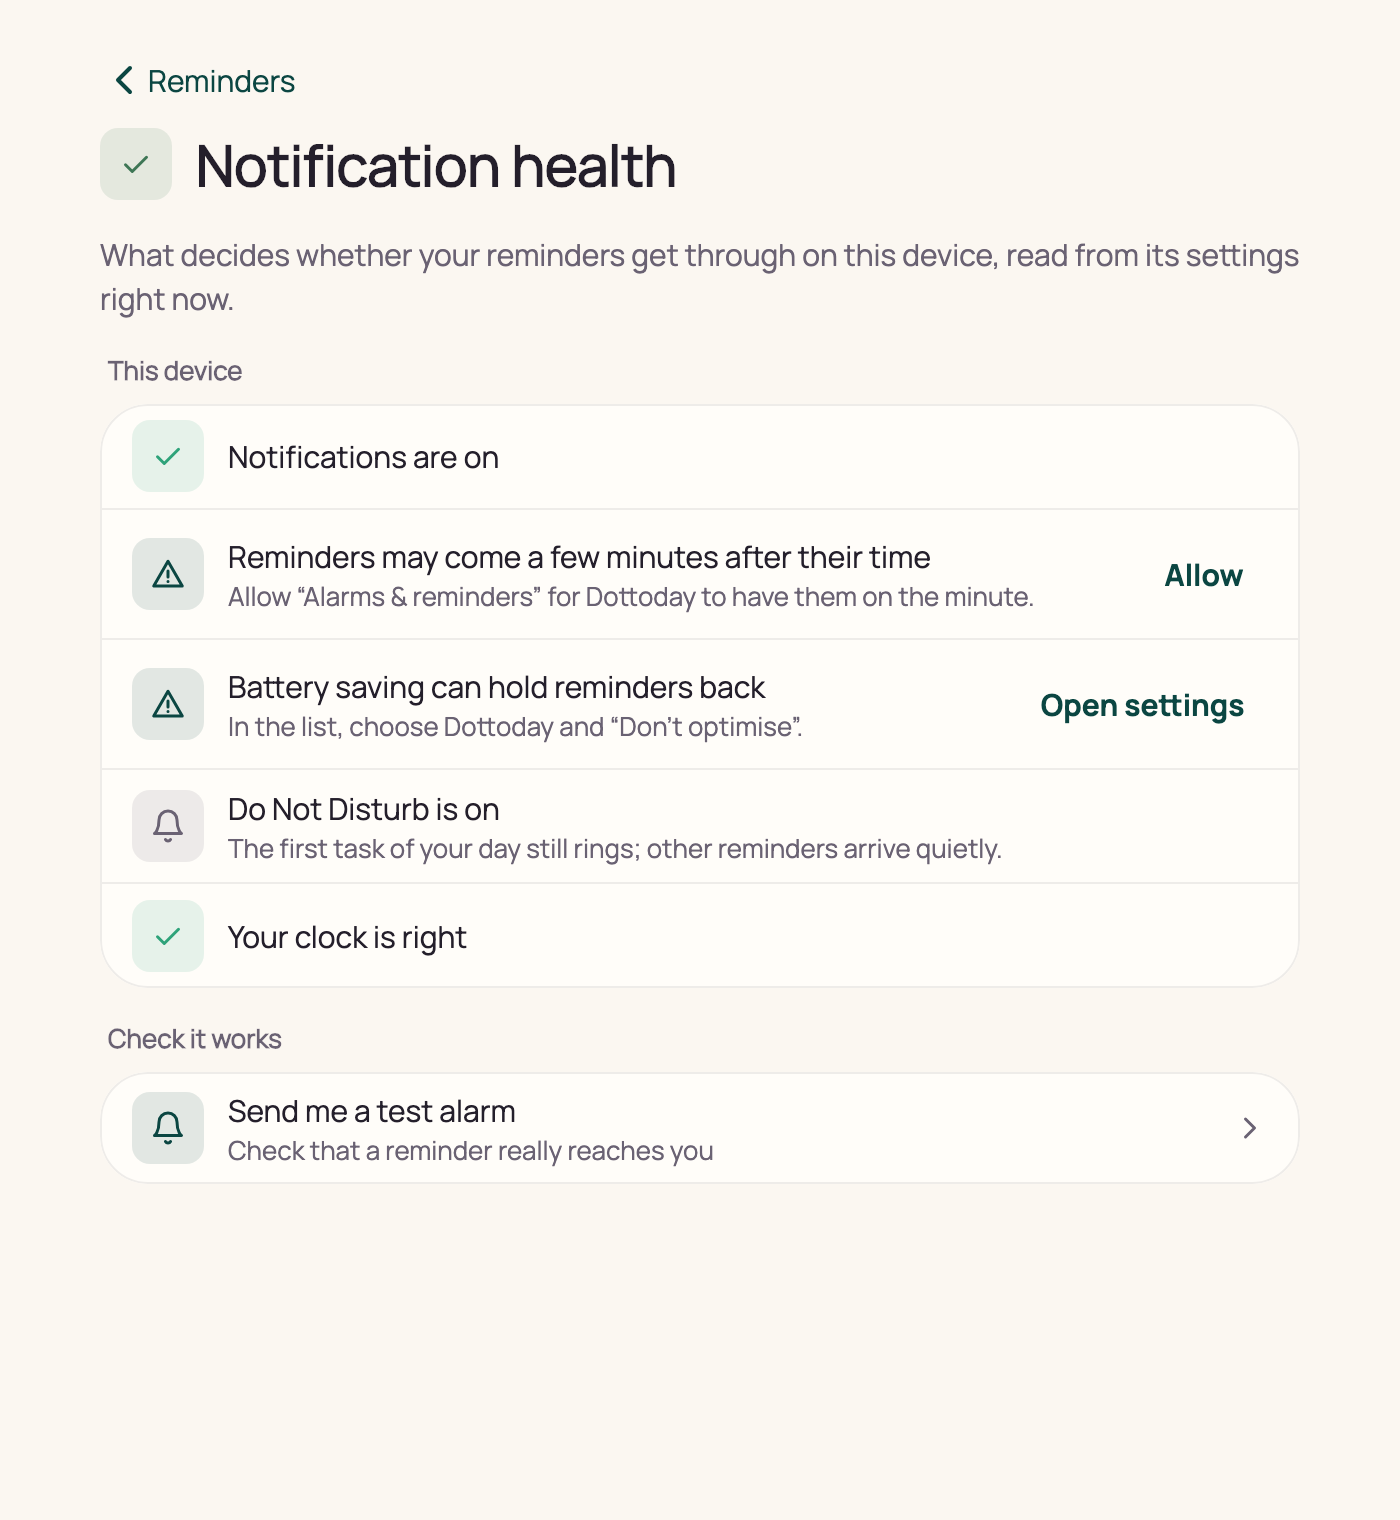 Reminders
Notification health
What decides whether your reminders get through on this device, read from its settings
right now.
This device
Notifications are on
Reminders may come a few minutes after their time
Allow “Alarms & reminders” for Dottoday to have them on the minute.
Allow
Battery saving can hold reminders back
In the list, choose Dottoday and “Don’t optimise”.
Open settings
Do Not Disturb is on
The first task of your day still rings; other reminders arrive quietly.
Your clock is right
Check it works
Send me a test alarm
Check that a reminder really reaches you